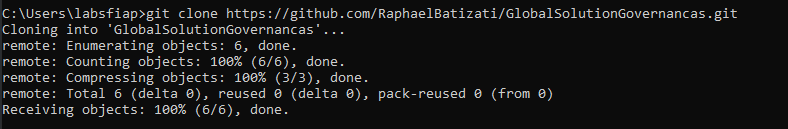 C:\Users\labsfiap>git clone https://github.com/RaphaelBatizati/GlobalSolutionGovernancas.git
Cloning into 'GlobalSolutionGovernancas'...
remote: Enumerating objects: 6, done.
remote: Counting objects: 100% (6/6), done.
remote: Compressing objects: 100% (3/3), done.
remote: Total 6 (delta 0), reused 0 (delta 0), pack-reused 0 (from 0)
Receiving objects: 100% (6/6), done.